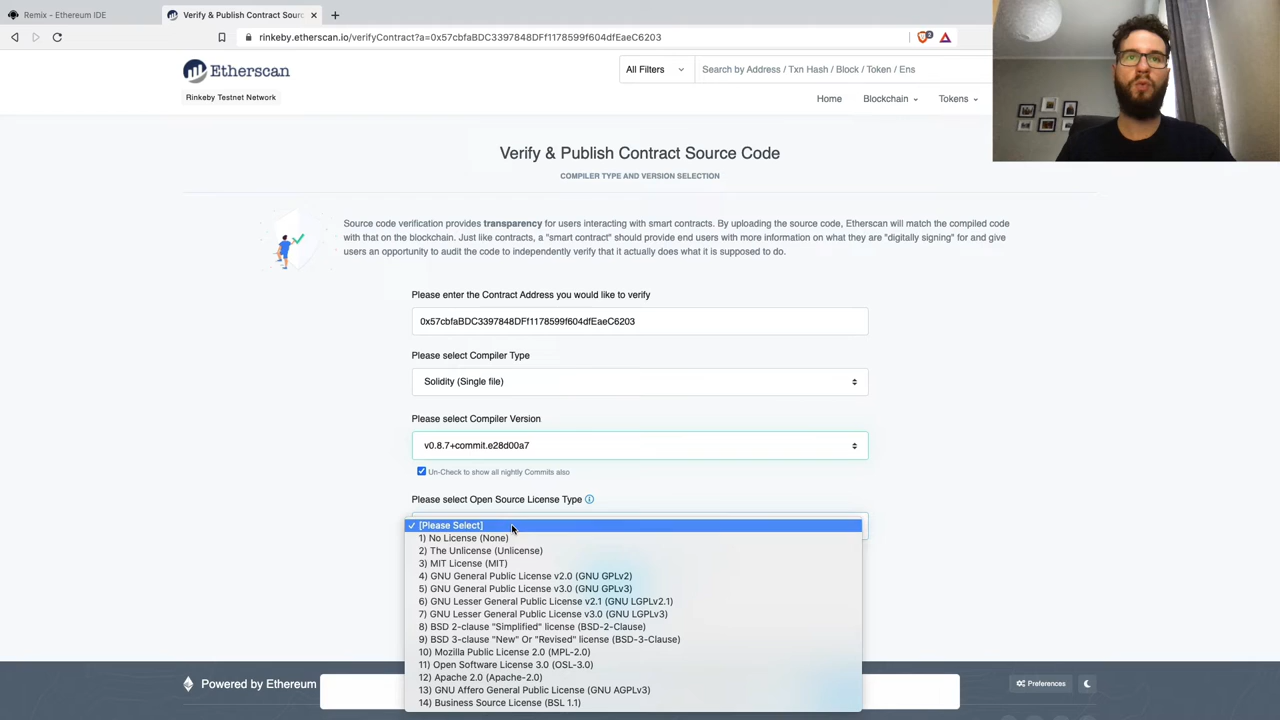 Remix - Ethereum IDE
Verify & Publish Contract Sourc
rinkeby.etherscan.io/verifyContract?a=0x57cbfaBDC3397848DFf1178599f604dfEaeC6203
Etherscan
Rinkeby Testnet Network
All Filters
Search by Address / Txn Hash / Block / Token / Ens
Home
Blockchain
Tokens
Verify & Publish Contract Source Code
COMPILER TYPE AND VERSION SELECTION
Source code verification provides transparency for users interacting with smart contracts. By uploading the source code, Etherscan will match the compiled code
with that on the blockchain. Just like contracts, a "smart contract" should provide end users with more information on what they are "digitally signing" for and give
users an opportunity to audit the code to independently verify that it actually does what it is supposed to do.
Please enter the Contract Address you would like to verify
0x57cbfaBDC3397848DFf1178599f604dfEaeC6203
Please select Compiler Type
Solidity (Single file)
Please select Compiler Version
v0.8.7+commit.e28d00a7
Un-Check to show all nightly Commits also
Please select Open Source License Type
[Please Select]
1) No License (None)
2) The Unlicense (Unlicense)
3) MIT License (MIT)
4) GNU General Public License v2.0 (GNU GPLv2)
5) GNU General Public License v3.0 (GNU GPLv3)
6) GNU Lesser General Public License v2.1 (GNU LGPLv2.1)
7) GNU Lesser General Public License v3.0 (GNU LGPLv3)
8) BSD 2-clause "Simplified" license (BSD-2-Clause)
9) BSD 3-clause "New" Or "Revised" license (BSD-3-Clause)
10) Mozilla Public License 2.0 (MPL-2.0)
11) Open Software License 3.0 (OSL-3.0)
12) Apache 2.0 (Apache-2.0)
13) GNU Affero General Public License (GNU AGPLv3)
14) Business Source License (BSL 1.1)
Powered by Ethereum
Preferences